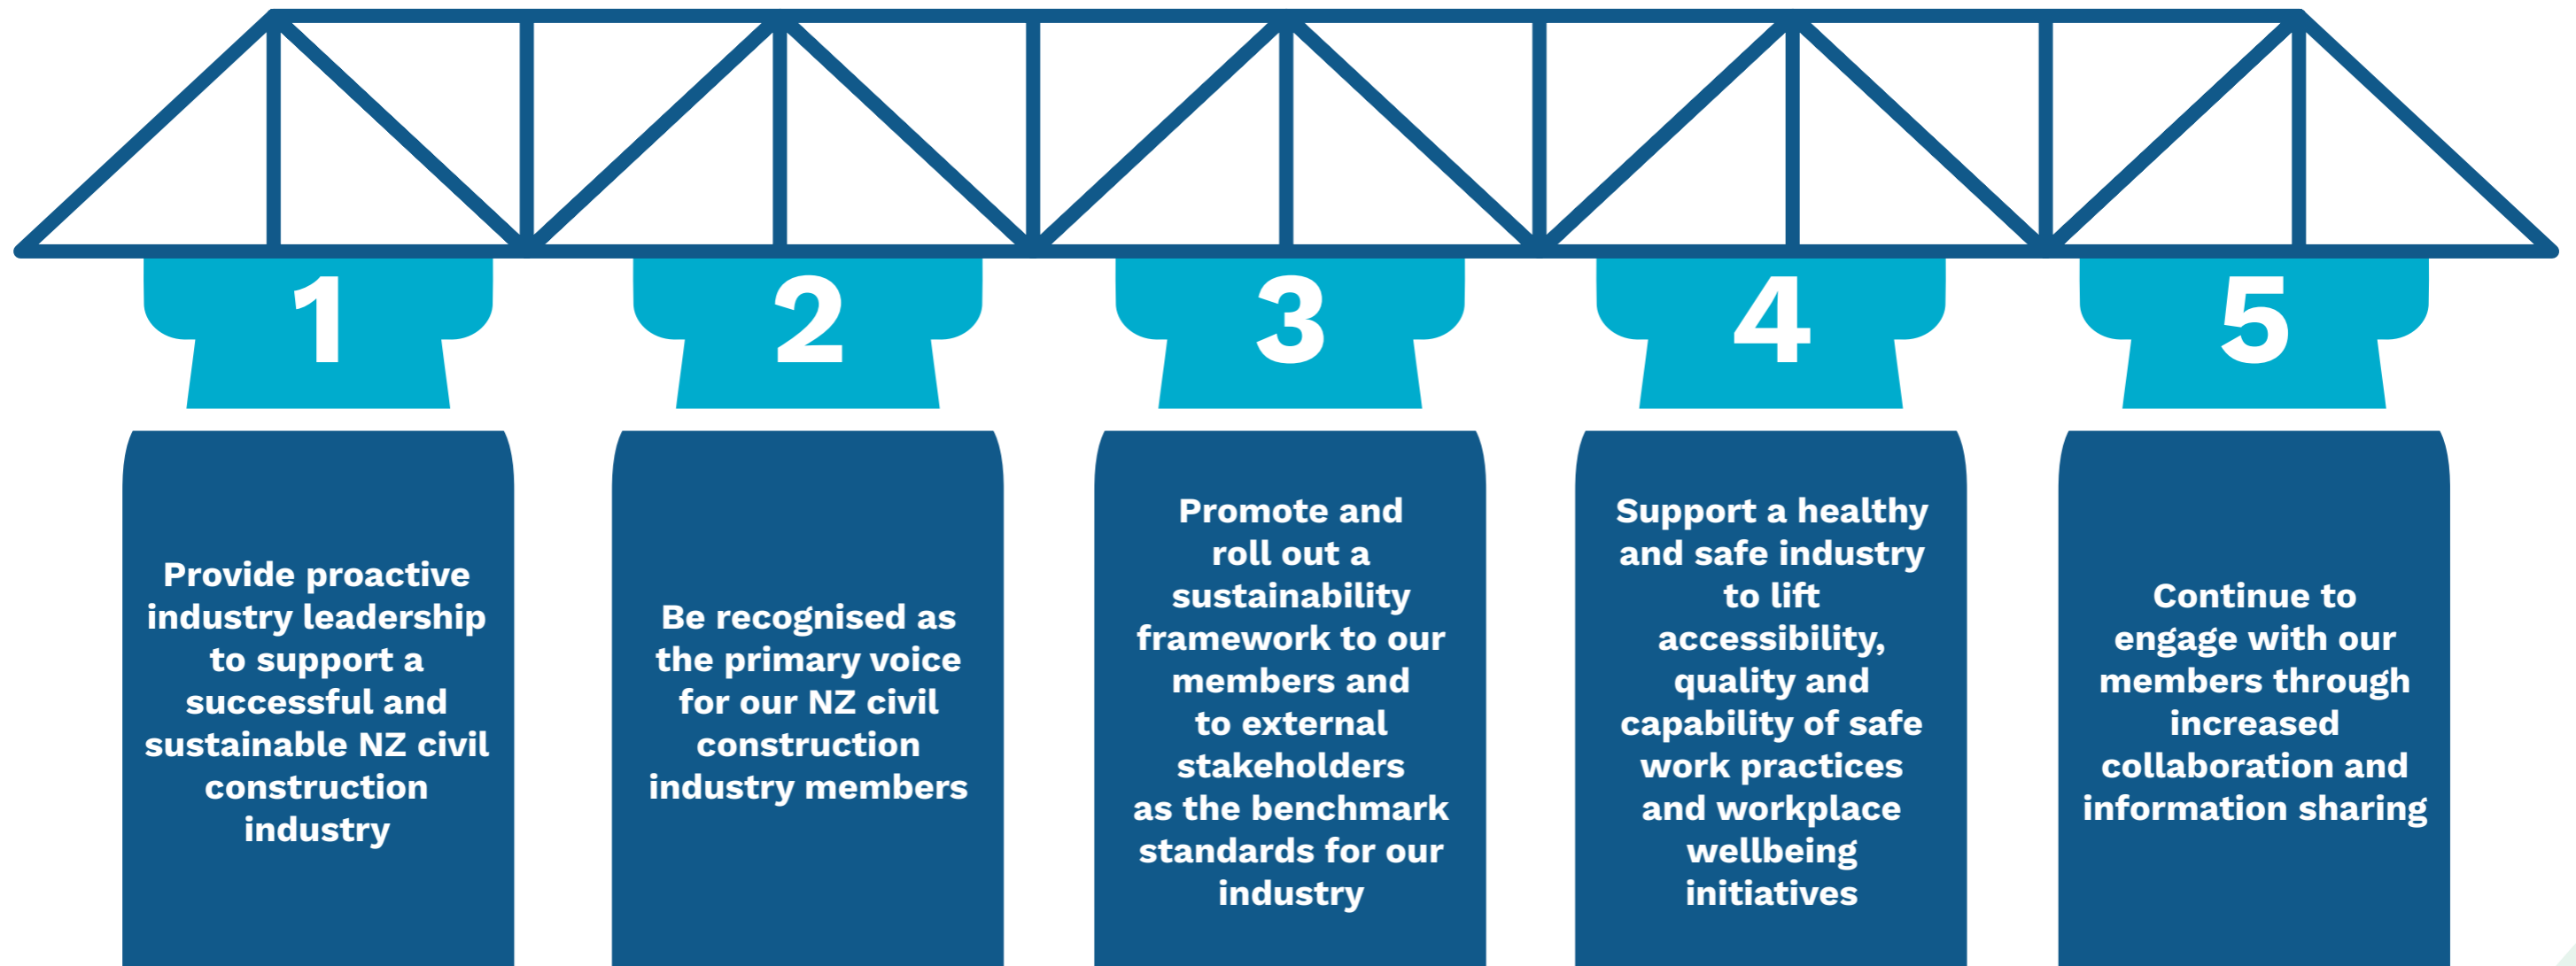 1
Provide proactive
industry leadership
to support a
successful and
sustainable NZ civil
construction
industry
2
Be recognised as
the primary voice
for our NZ civil
construction
industry members
3
Promote and
roll out a
sustainability
framework to our
members and
to external
stakeholders
as the benchmark
standards for our
industry
4
Support a healthy
and safe industry
to lift
accessibility,
quality and
capability of safe
work practices
and workplace
wellbeing
initiatives
5
Continue to
engage with our
members through
increased
collaboration and
information sharing